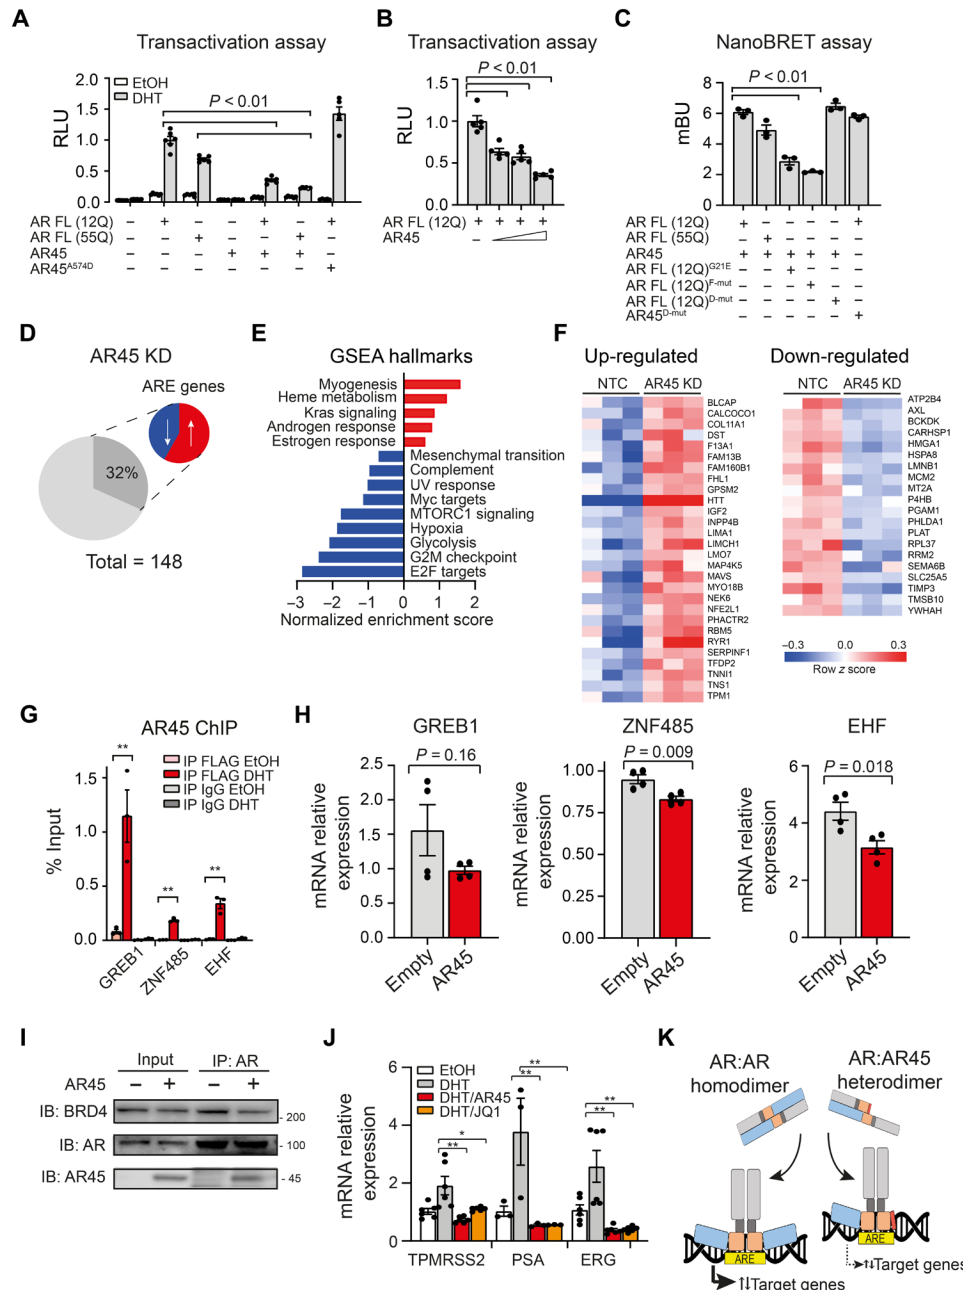 A
Transactivation assay
EtOH
DHT
P < 0.01
RLU
2.0
1.5
1.0
0.5
0.0
AR FL (12Q) – + – – + – +
AR FL (55Q) – – + – – + –
AR45 – – – + + + –
AR45A574D – – – – – – +
B
Transactivation assay
P < 0.01
RLU
1.5
1.0
0.5
0.0
AR FL (12Q) + + + +
AR45 –
C
NanoBRET assay
P < 0.01
mBU
8
6
4
2
0
AR FL (12Q) + – – – – +
AR FL (55Q) – + – – – –
AR45 + + + + + –
AR FL (12Q)G21E – – + – – –
AR FL (12Q)F-mut – – – + – –
AR FL (12Q)D-mut – – – – + –
AR45D-mut – – – – – +
D
AR45 KD
ARE genes
32%
Total = 148
E
GSEA hallmarks
Myogenesis
Heme metabolism
Kras signaling
Androgen response
Estrogen response
Mesenchymal transition
Complement
UV response
Myc targets
MTORC1 signaling
Hypoxia
Glycolysis
G2M checkpoint
E2F targets
–3 –2 –1 0 1 2
Normalized enrichment score
F
Up-regulated
NTC AR45 KD
BLCAP
CALCOCO1
COL11A1
DST
F13A1
FAM13B
FAM160B1
FHL1
GPSM2
HTT
IGF2
INPP4B
LIMA1
LIMCH1
LMO7
MAP4K5
MAVS
MYO18B
NEK6
NFE2L1
PHACTR2
RBM5
RYR1
SERPINF1
TFDP2
TNNI1
TNS1
TPM1
Down-regulated
NTC AR45 KD
ATP2B4
AXL
BCKDK
CARHSP1
HMGA1
HSPA8
LMNB1
MCM2
MT2A
P4HB
PGAM1
PHLDA1
PLAT
RPL37
RRM2
SEMA6B
SLC25A5
TIMP3
TMSB10
YWHAH
–0.3 0.0 0.3
Row z score
G
AR45 ChIP
IP FLAG EtOH
IP FLAG DHT
IP IgG EtOH
IP IgG DHT
** ** **
% Input
1.5
1.0
0.5
0.0
GREB1 ZNF485 EHF
H
GREB1
P = 0.16
mRNA relative expression
2.5
2.0
1.5
1.0
0.5
0.0
Empty AR45
ZNF485
P = 0.009
mRNA relative expression
1.00
0.75
0.50
0.25
0.00
Empty AR45
EHF
P = 0.018
mRNA relative expression
6
4
2
0
Empty AR45
I
Input IP: AR
AR45 – + – +
IB: BRD4 - 200
IB: AR - 100
IB: AR45 - 45
J
EtOH
DHT
DHT/AR45
DHT/JQ1
* ** ** ** ** **
mRNA relative expression
6
4
2
0
TPMRSS2 PSA ERG
K
AR:AR homodimer
AR:AR45 heterodimer
ARE
Target genes
ARE
Target genes